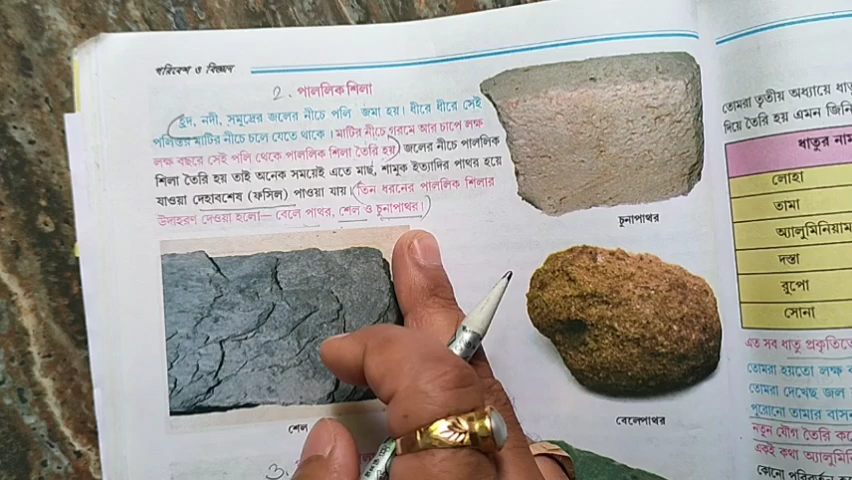 পরিবেশ ও বিজ্ঞান
2. পাললিক শিলা
হ্রদ, নদী, সমুদ্রের জলের নীচে পলি জমা হয়। ধীরে ধীরে সেই
পলিস্তর মাটির নীচে চলে যেতে থাকে। মাটির নীচে গরমে আর চাপে লক্ষ
লক্ষ বছরে সেই পলি থেকে পাললিক শিলা তৈরি হয়। জলের নীচে পাললিক
শিলা তৈরি হয় তাই অনেক সময়েই এতে মাছ, শামুক ইত্যাদির পাথর হয়ে
যাওয়া দেহাবশেষ (ফসিল) পাওয়া যায়। তিন ধরনের পাললিক শিলার
উদাহরণ দেওয়া হলো— বেলে পাথর, শেল ও চুনাপাথর।
চুনাপাথর
শেল
বেলেপাথর
3.
তোমরা তৃতীয় অধ্যায়ে
দিয়ে তৈরি হয় এমন
ধাতুর
লোহা
তামা
অ্যালুমিনিয়াম
দস্তা
রুপো
সোনা
এত সব ধাতু
তোমরা হয়তো লক্ষ
তোমরা দেখেছ জল
পুরোনো তামার
নতুন যৌগ তৈরি
একই কথা
কোনো